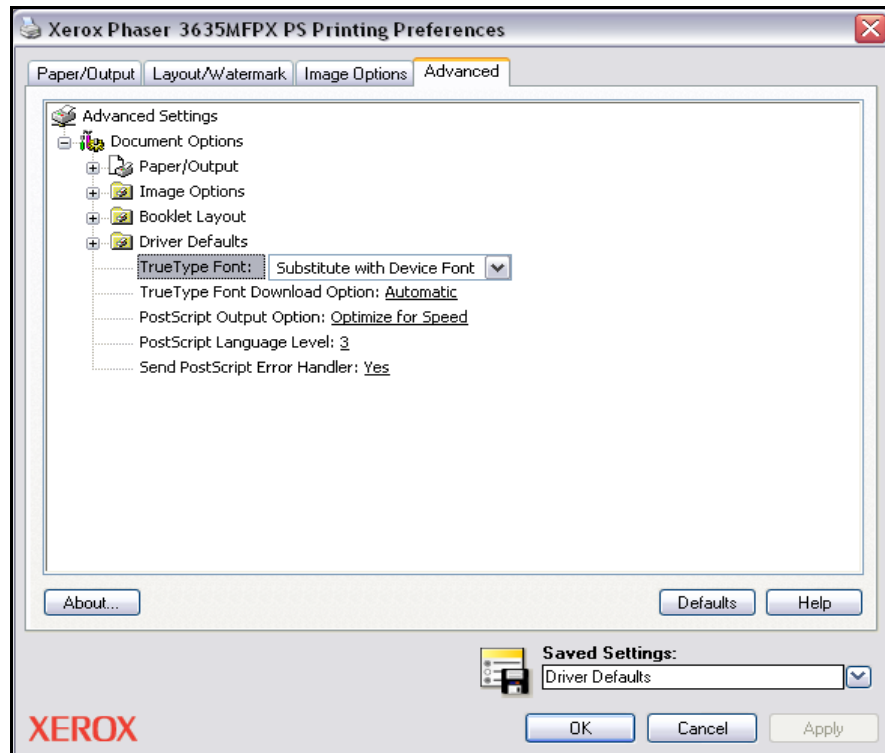 Xerox Phaser 3635MFPX PS Printing Preferences
Paper/Output Layout/Watermark Image Options Advanced
Advanced Settings
Document Options
Paper/Output
Image Options
Booklet Layout
Driver Defaults
TrueType Font: Substitute with Device Font
TrueType Font Download Option: Automatic
PostScript Output Option: Optimize for Speed
PostScript Language Level: 3
Send PostScript Error Handler: Yes
About... Defaults Help
Saved Settings:
Driver Defaults
XEROX OK Cancel Apply